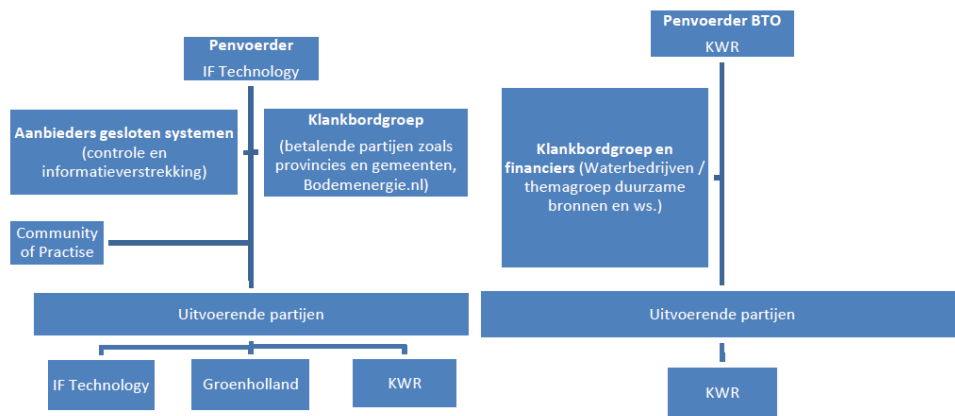 Penvoerder
IF Technology
Aanbieders gesloten systemen
(controle en
informatieverstrekking)
Klankbordgroep
(betalende partijen zoals
provincies en gemeenten,
Bodemenergie.nl)
Community
of Practise
Uitvoerende partijen
IF Technology
Groenholland
KWR
Penvoerder BTO
KWR
Klankbordgroep en
financiers (Waterbedrijven /
themagroep duurzame
bronnen en ws.)
Uitvoerende partijen
KWR